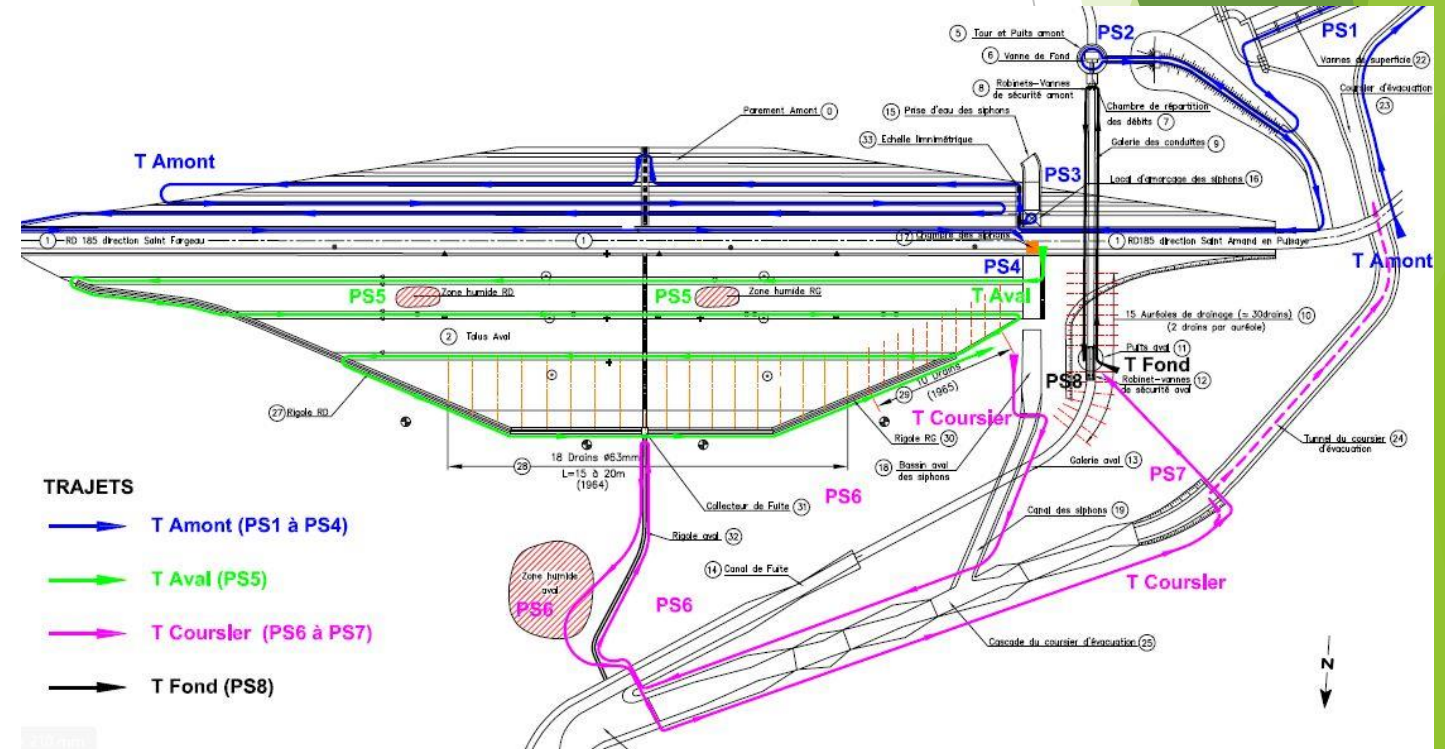 5 Tour et Puits amont
PS2
PS1
6 Vanne de Fond
Vannes de superficie 22
8 Robinets-Vannes
de sécurité amont
Coursier d'évacuation
23
Chambre de répartition
des débits 7
Parement Amont 0
15 Prise d'eau des siphons
33 Echelle limnimétrique
Galerie des conduites 9
T Amont
PS3
Local d'amorçage des siphons 16
1 RD 185 direction Saint Fargeau
1
17 Chambre des siphons
1 RD185 direction Saint Amand en Puisaye
PS4
T Amont
PS5
Zone humide RD
PS5
Zone humide RG
T Aval
15 Auréoles de drainage (≈ 30drains) 10
(2 drains par auréole)
2 Talus Aval
Puits aval 11
T Fond
PS8
Robinet-vannes 12
de sécurité aval
29 10 Drains
(1965)
27 Rigole RD
T Coursier
Rigole RG 30
Tunnel du coursier 24
d'évacuation
18 Drains ø63mm
28 L=15 à 20m
(1964)
18 Bassin aval
des siphons
Galerie aval 13
PS7
TRAJETS
PS6
Collecteur de Fuite 31
Canal des siphons 19
T Amont (PS1 à PS4)
Rigole aval 32
T Aval (PS5)
Zone humide
aval
14 Canal de Fuite
T Coursier
PS6
PS6
T Coursler (PS6 à PS7)
Cascade du coursier d'évacuation 25
T Fond (PS8)
N